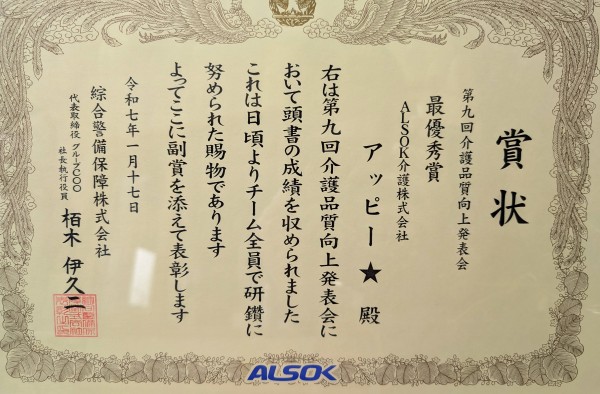 賞状
第九回介護品質向上発表会
最優秀賞
ALSOK介護株式会社
アッピー★ 殿
右は第九回介護品質向上発表会に
おいて頭書の成績を収められました
これは日頃よりチーム全員で研鑽に
努められた賜物であります
よってここに副賞を添えて表彰します
令和七年一月十七日
綜合警備保障株式会社
代表取締役 グループCOO
社長執行役員
栢木 伊久二
ALSOK